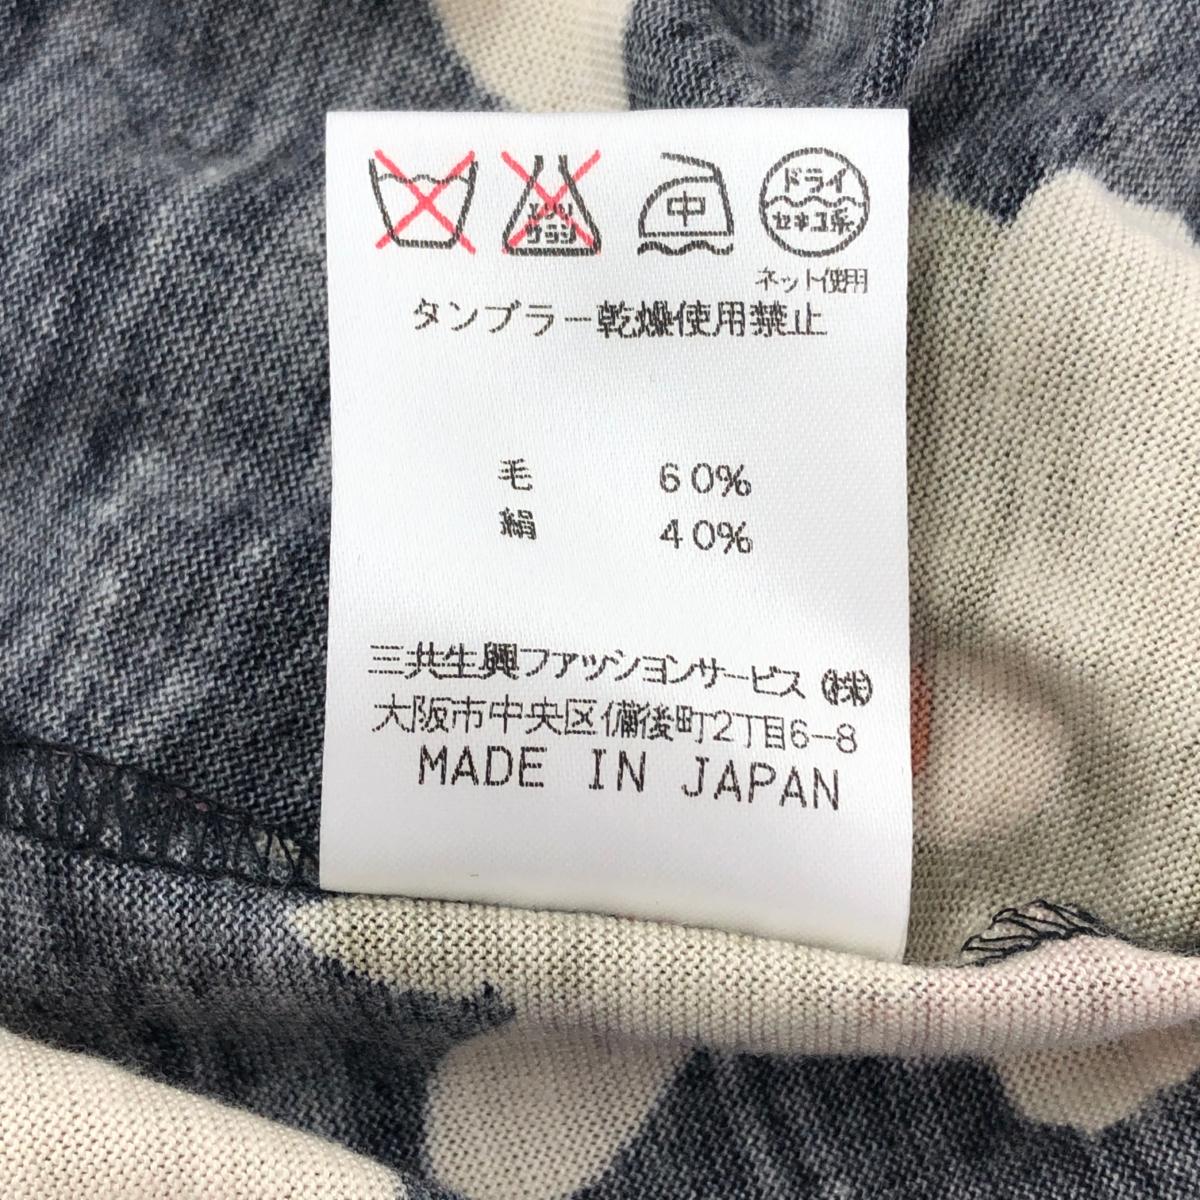 エンソ
サラシ
中
ドライ
セキユ系
ネット使用
タンブラー乾燥使用禁止
毛 60%
絹 40%
三共生興ファッションサービス (株)
大阪市中央区備後町2丁目6-8
MADE IN JAPAN